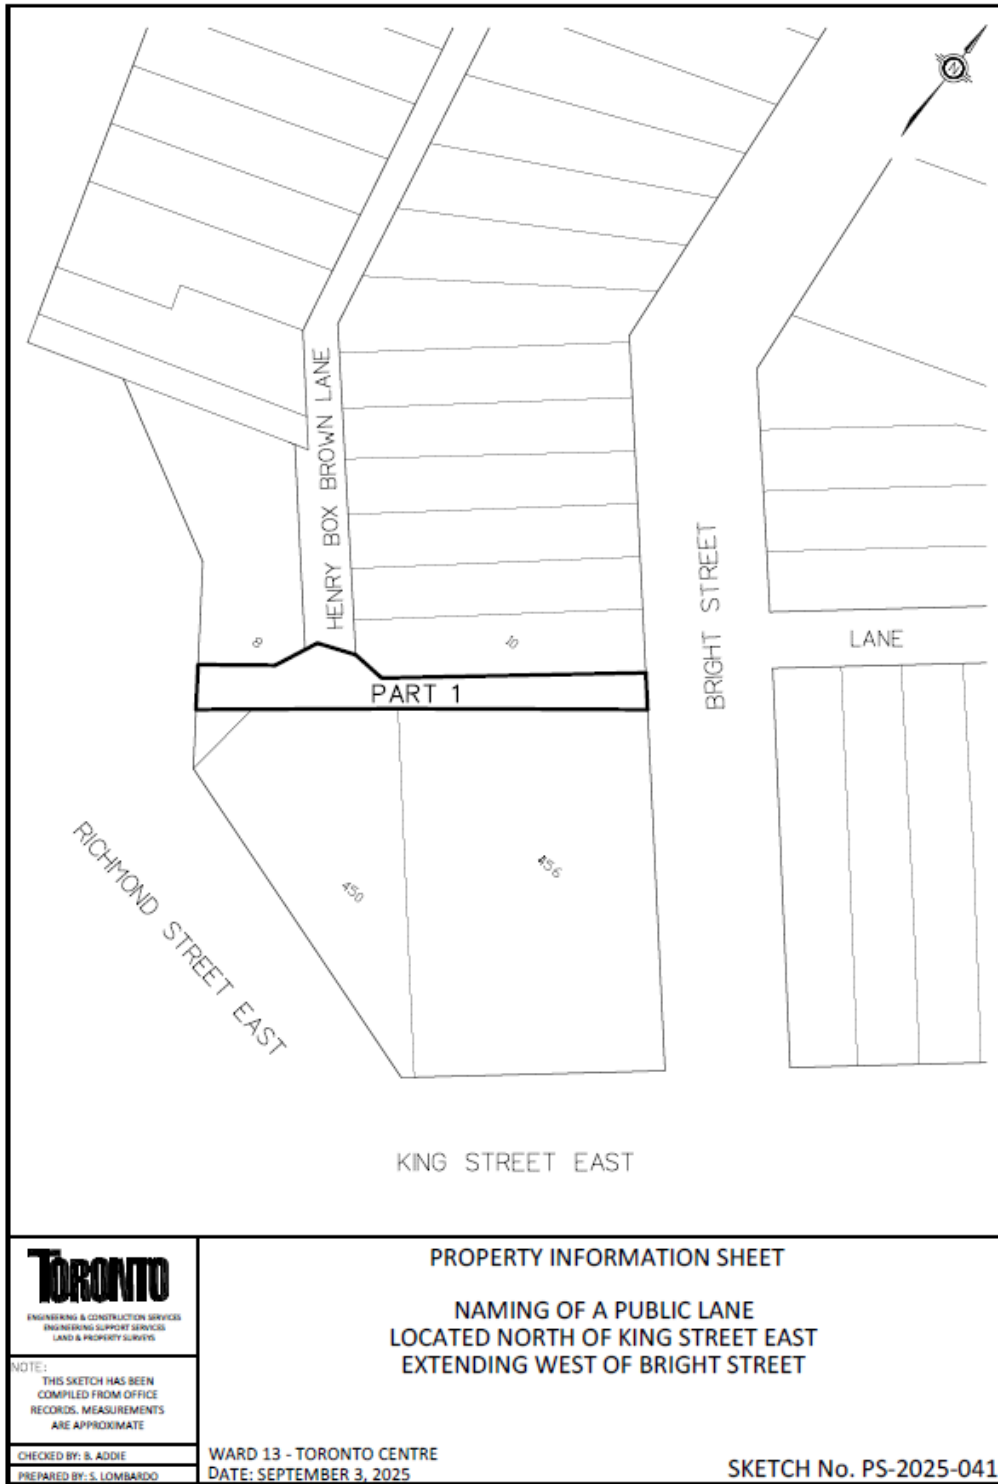 N
HENRY BOX BROWN LANE
BRIGHT STREET
LANE
8
10
PART 1
RICHMOND STREET EAST
450
456
KING STREET EAST
TORONTO
ENGINEERING & CONSTRUCTION SERVICES
ENGINEERING SUPPORT SERVICES
LAND & PROPERTY SURVEYS
NOTE:
THIS SKETCH HAS BEEN
COMPILED FROM OFFICE
RECORDS. MEASUREMENTS
ARE APPROXIMATE
CHECKED BY: B. ADDIE
PREPARED BY: S. LOMBARDO
PROPERTY INFORMATION SHEET
NAMING OF A PUBLIC LANE
LOCATED NORTH OF KING STREET EAST
EXTENDING WEST OF BRIGHT STREET
WARD 13 - TORONTO CENTRE
DATE: SEPTEMBER 3, 2025
SKETCH No. PS-2025-041